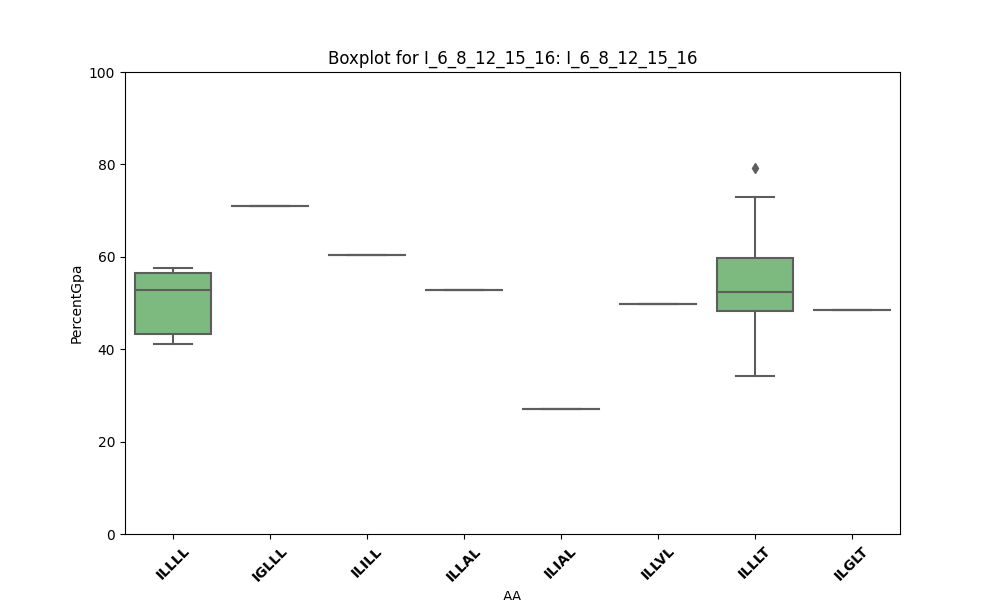 Boxplot for I_6_8_12_15_16: I_6_8_12_15_16
PercentGpa
100
80
60
40
20
0
ILLLL IGLLL ILILL ILLAL ILIAL ILLVL ILLLT ILGLT
AA